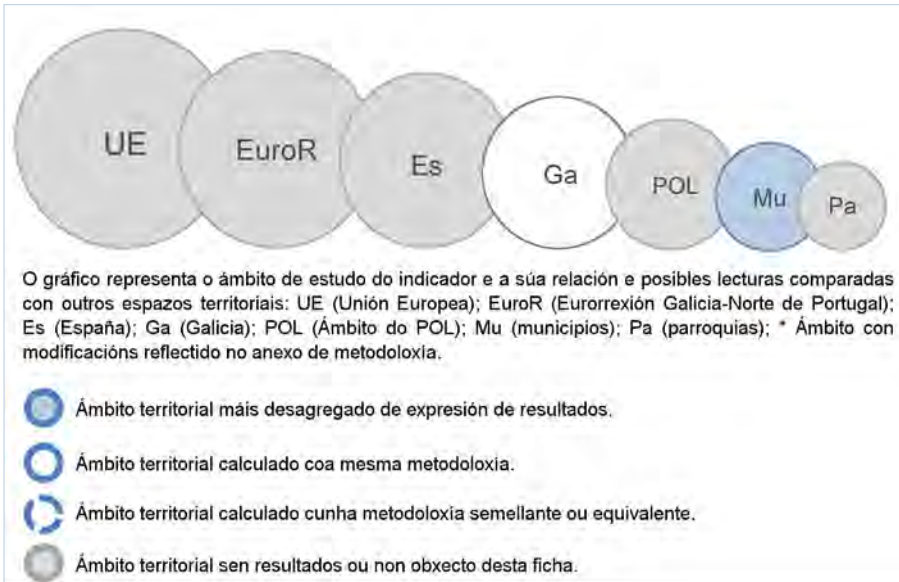 UE EuroR Es Ga POL Mu Pa
O gráfico representa o ámbito de estudo do indicador e a súa relación e posibles lecturas comparadas
con outros espazos territoriais: UE (Unión Europea); EuroR (Eurorrexión Galicia-Norte de Portugal);
Es (España); Ga (Galicia); POL (Ámbito do POL); Mu (municipios); Pa (parroquias); * Ámbito con
modificacións reflectido no anexo de metodoloxia.
Ámbito territorial máis desagregado de expresión de resultados.
Ámbito territorial calculado coa mesma metodoloxia.
Ámbito territorial calculado cunha metodoloxia semellante ou equivalente.
Ámbito territorial sen resultados ou non obxecto desta ficha.